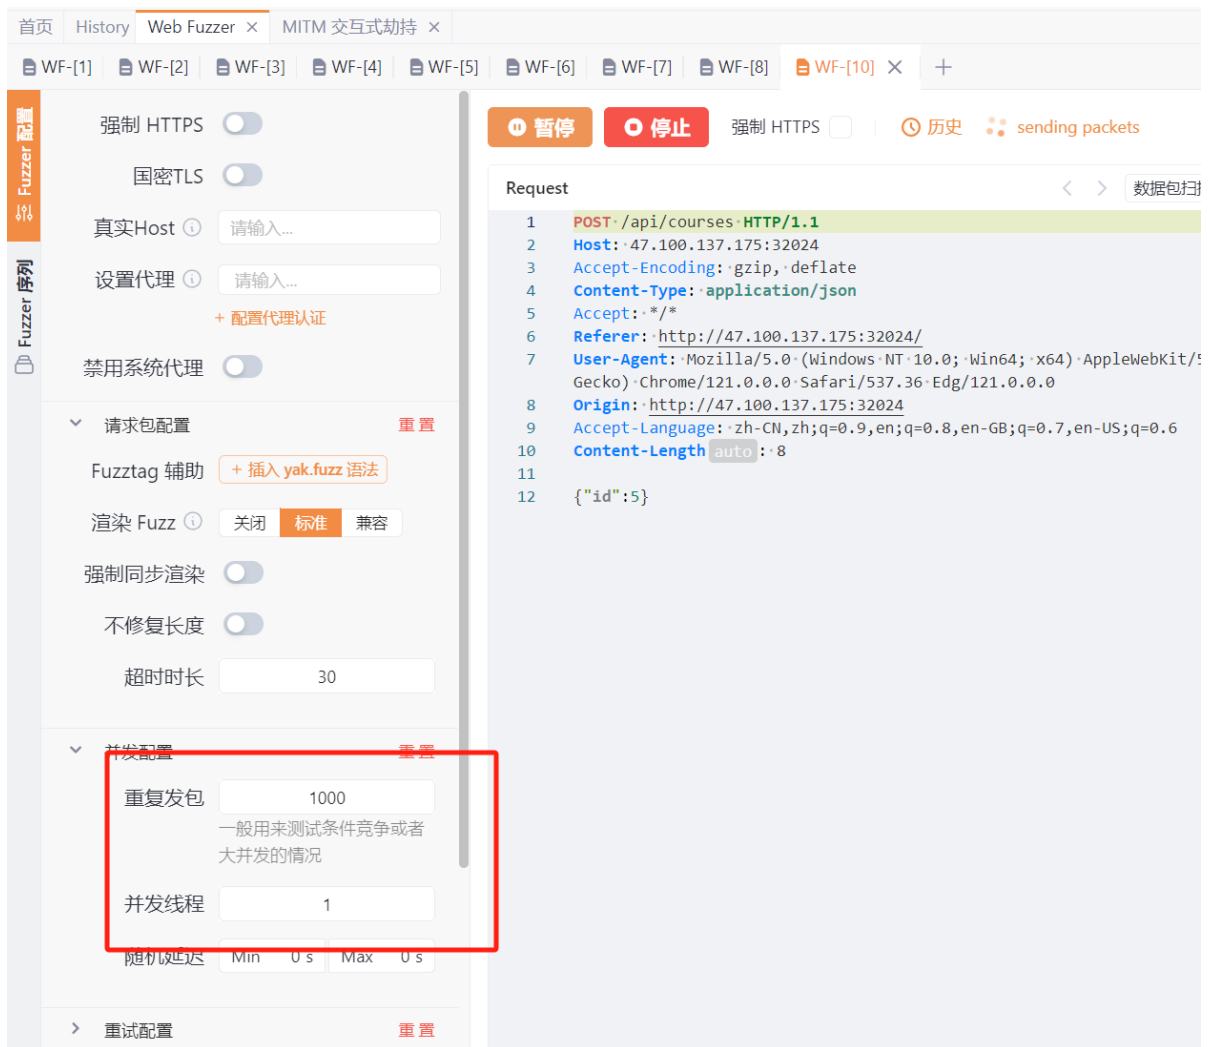 首页 History Web Fuzzer × MITM 交互式劫持 ×
WF-[1] WF-[2] WF-[3] WF-[4] WF-[5] WF-[6] WF-[7] WF-[8] WF-[10] ×
Fuzzer 配置
Fuzzer 序列
强制 HTTPS
国密TLS
真实Host 请输入...
设置代理 请输入...
+ 配置代理认证
禁用系统代理
请求包配置 重置
Fuzztag 辅助 + 插入 yak.fuzz 语法
渲染 Fuzz 关闭 标准 兼容
强制同步渲染
不修复长度
超时时长 30
并发配置 重置
重复发包 1000
一般用来测试条件竞争或者
大并发的情况
并发线程 1
随机延迟 Min 0 s Max 0 s
重试配置 重置
暂停 停止 强制 HTTPS 历史 sending packets
Request 数据包扫
1 POST /api/courses HTTP/1.1
2 Host: 47.100.137.175:32024
3 Accept-Encoding: gzip, deflate
4 Content-Type: application/json
5 Accept: */*
6 Referer: http://47.100.137.175:32024/
7 User-Agent: Mozilla/5.0 (Windows NT 10.0; Win64; x64) AppleWebKit/5
Gecko) Chrome/121.0.0.0 Safari/537.36 Edg/121.0.0.0
8 Origin: http://47.100.137.175:32024
9 Accept-Language: zh-CN,zh;q=0.9,en;q=0.8,en-GB;q=0.7,en-US;q=0.6
10 Content-Length auto : 8
11
12 {"id":5}